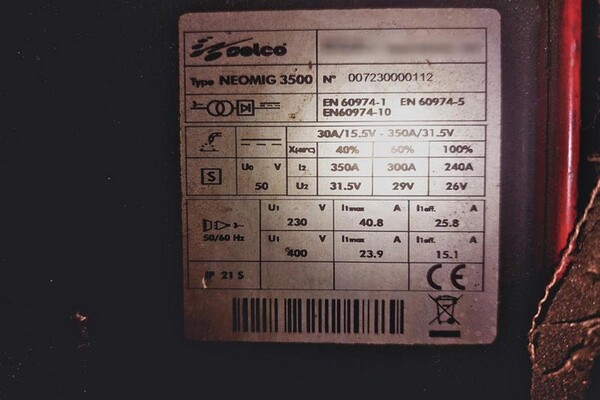 selco
Type NEOMIG 3500 N° 007230000112
EN 60974-1 EN 60974-5
EN60974-10
30A/15.5V - 350A/31.5V
X(40°C) 40% 60% 100%
S U0 V I2 350A 300A 240A
50 U2 31.5V 29V 26V
U1 V I1max A I1eff. A
50/60 Hz 230 40.8 25.8
U1 V I1max A I1eff. A
400 23.9 15.1
IP 21 S CE